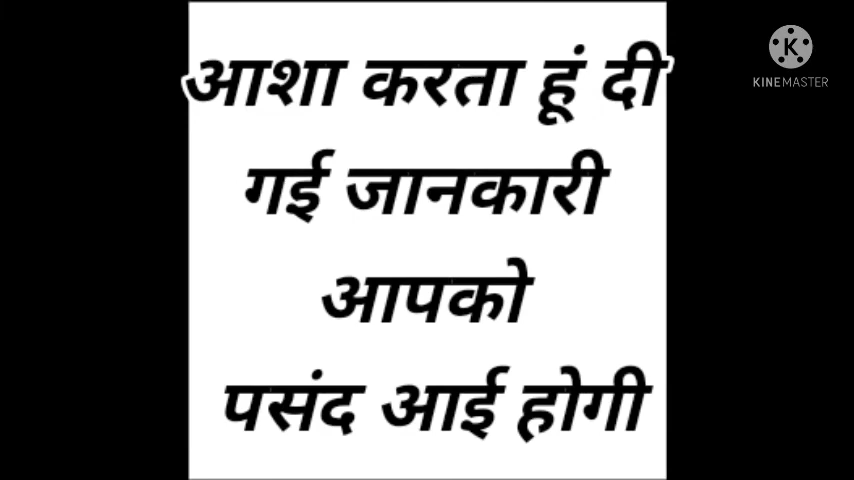 आशा करता हूं दी
गई जानकारी
आपको
पसंद आई होगी
K
KINEMASTER